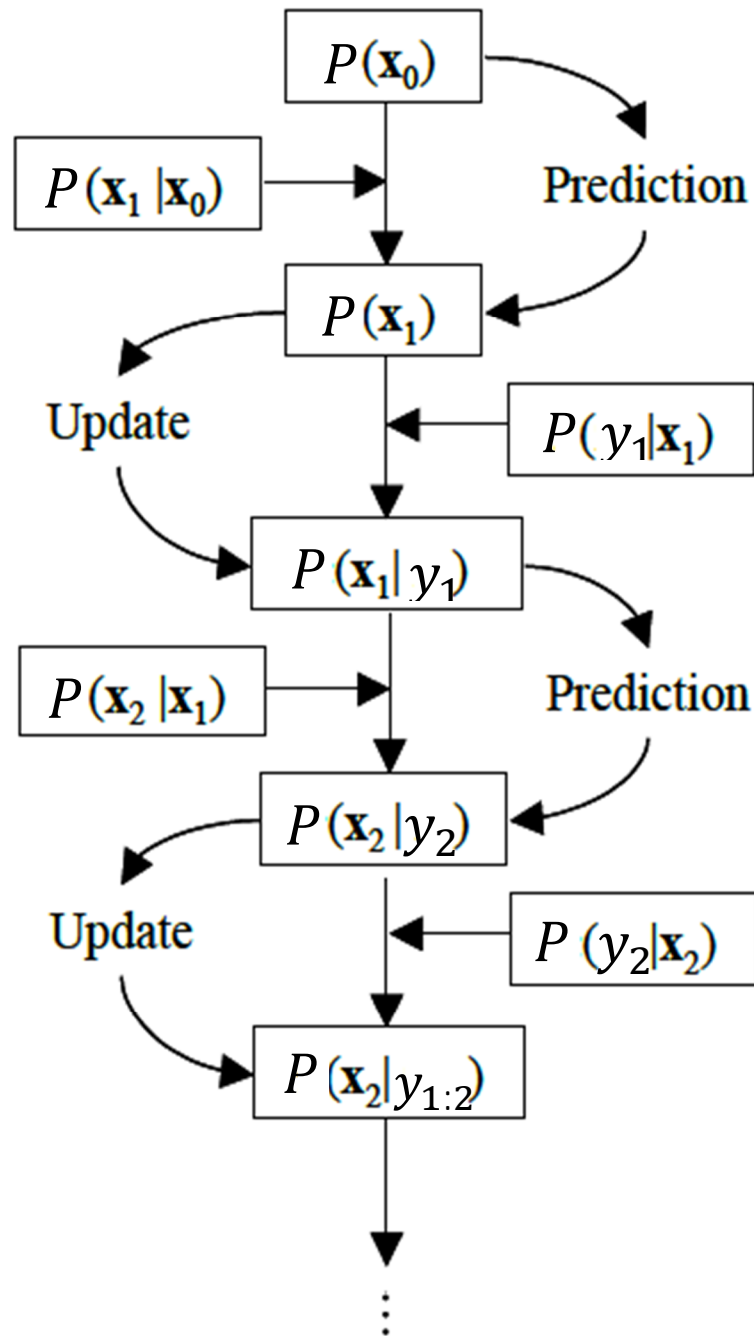 P(x₀)
P(x₁ |x₀)
Prediction
P(x₁)
Update
P(y₁|x₁)
P(x₁|y₁)
P(x₂ |x₁)
Prediction
P(x₂ |y₂)
Update
P(y₂|x₂)
P(x₂|y₁:₂)
⋮